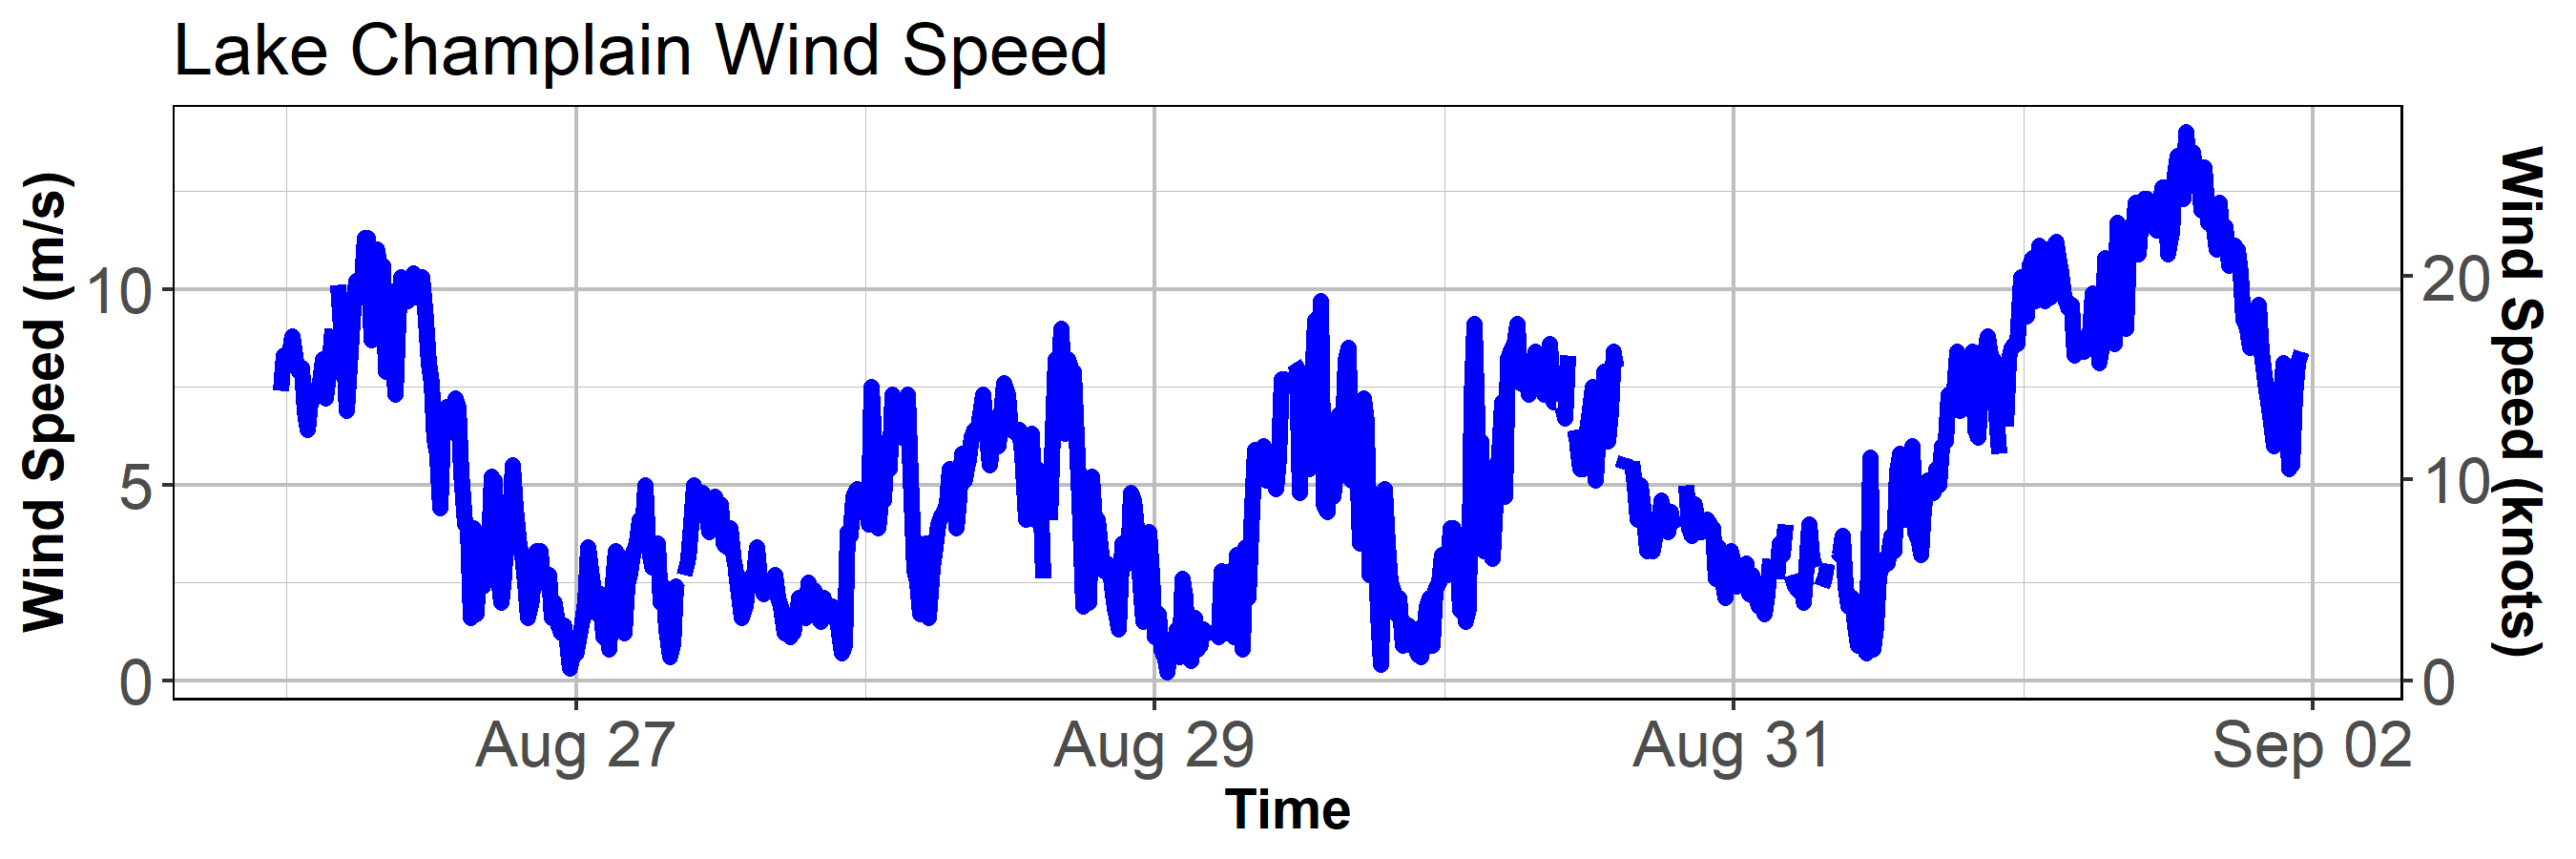 Lake Champlain Wind Speed
Wind Speed (m/s)
10
5
0
20
10
0
Wind Speed (knots)
Aug 27
Aug 29
Aug 31
Sep 02
Time